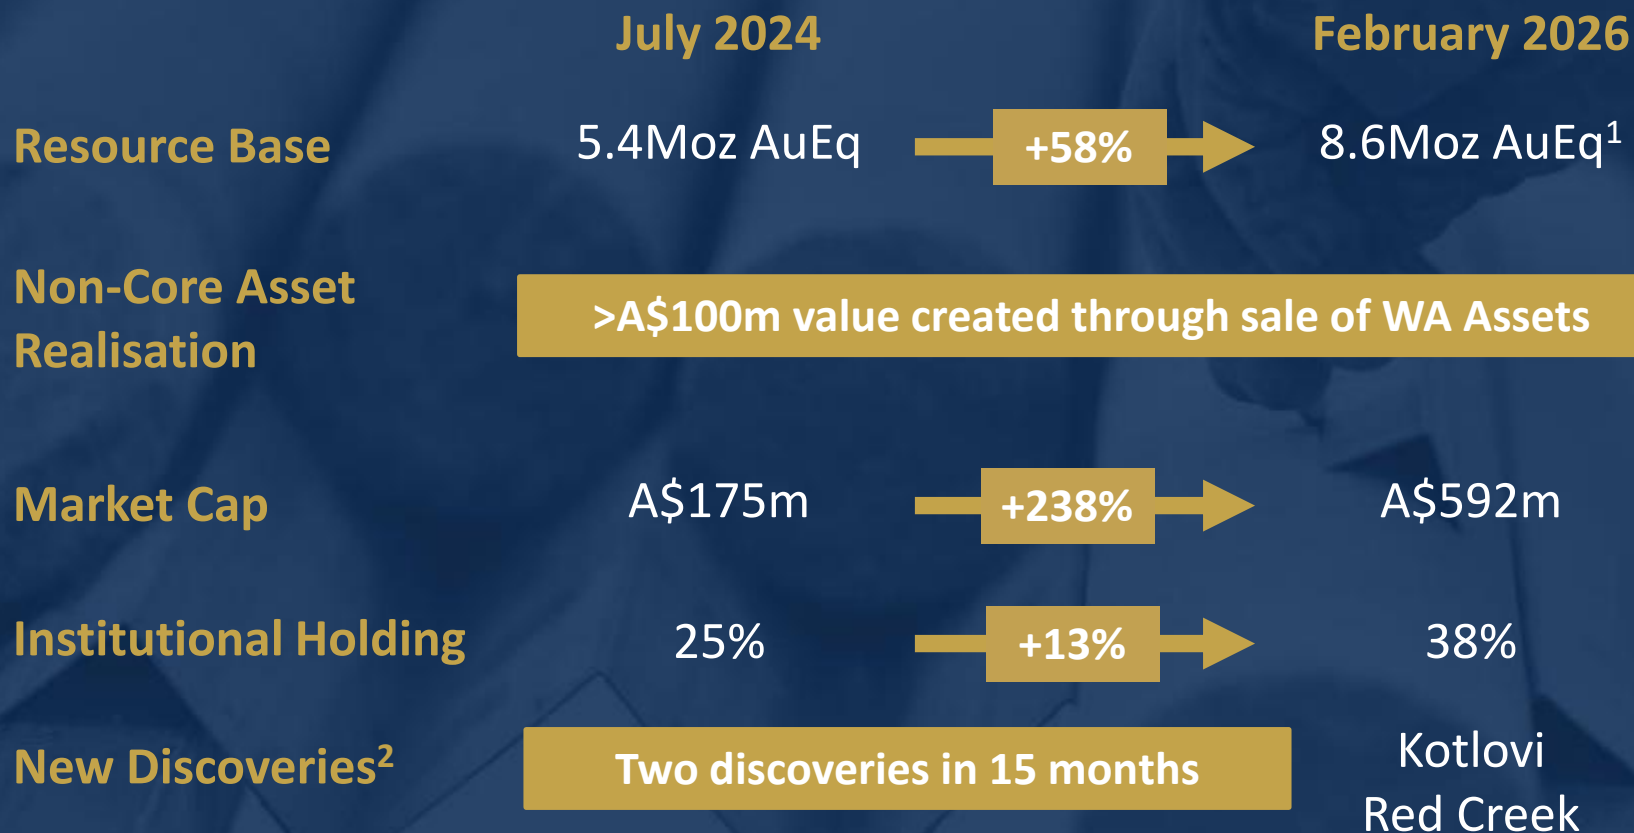 July 2024 February 2026
Resource Base 5.4Moz AuEq +58% 8.6Moz AuEq¹
Non-Core Asset
Realisation
>A$100m value created through sale of WA Assets
Market Cap A$175m +238% A$592m
Institutional Holding 25% +13% 38%
New Discoveries² Two discoveries in 15 months
Kotlovi
Red Creek